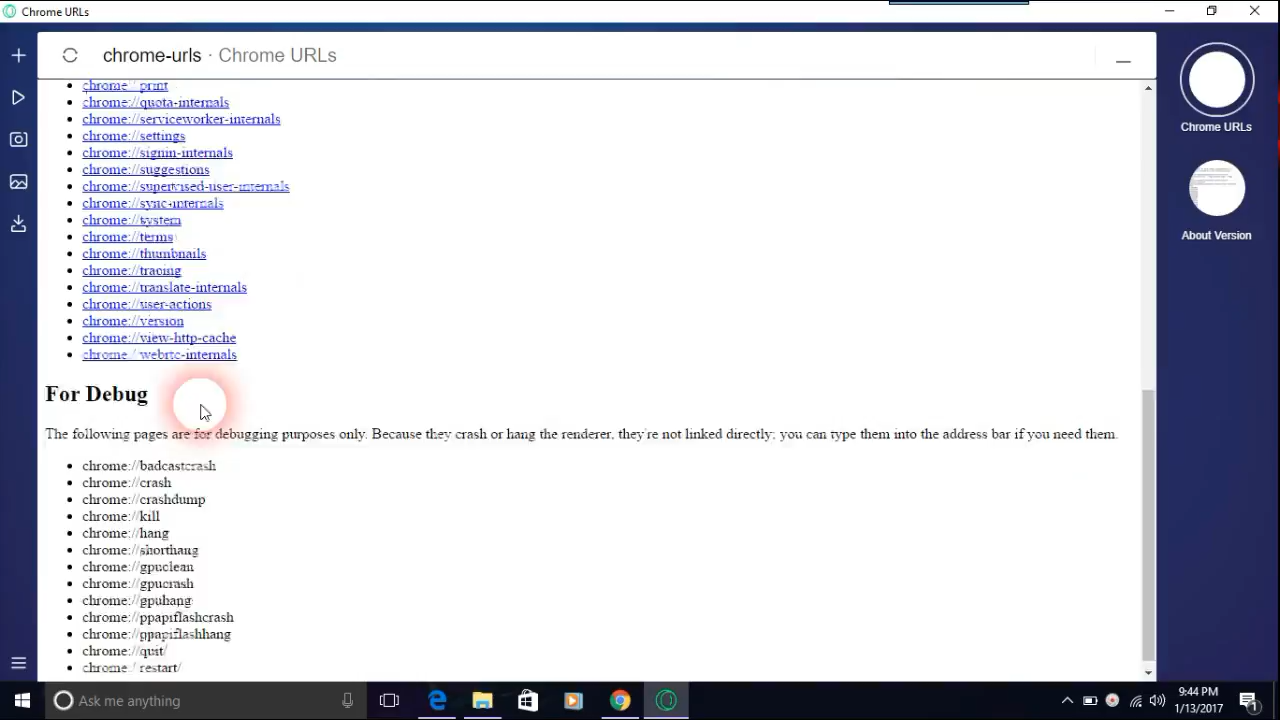 Chrome URLs
chrome-urls · Chrome URLs
chrome://print
chrome://quota-internals
chrome://serviceworker-internals
chrome://settings
chrome://signin-internals
chrome://suggestions
chrome://supervised-user-internals
chrome://sync-internals
chrome://system
chrome://terms
chrome://thumbnails
chrome://tracing
chrome://translate-internals
chrome://user-actions
chrome://version
chrome://view-http-cache
chrome://webrtc-internals
For Debug
The following pages are for debugging purposes only. Because they crash or hang the renderer, they're not linked directly; you can type them into the address bar if you need them.
chrome://badcastcrash
chrome://crash
chrome://crashdump
chrome://kill
chrome://hang
chrome://shorthang
chrome://gpuclean
chrome://gpucrash
chrome://gpuhang
chrome://ppapiflashcrash
chrome://ppapiflashhang
chrome://quit/
chrome://restart/
Chrome URLs
About Version
Ask me anything
9:44 PM
1/13/2017
1